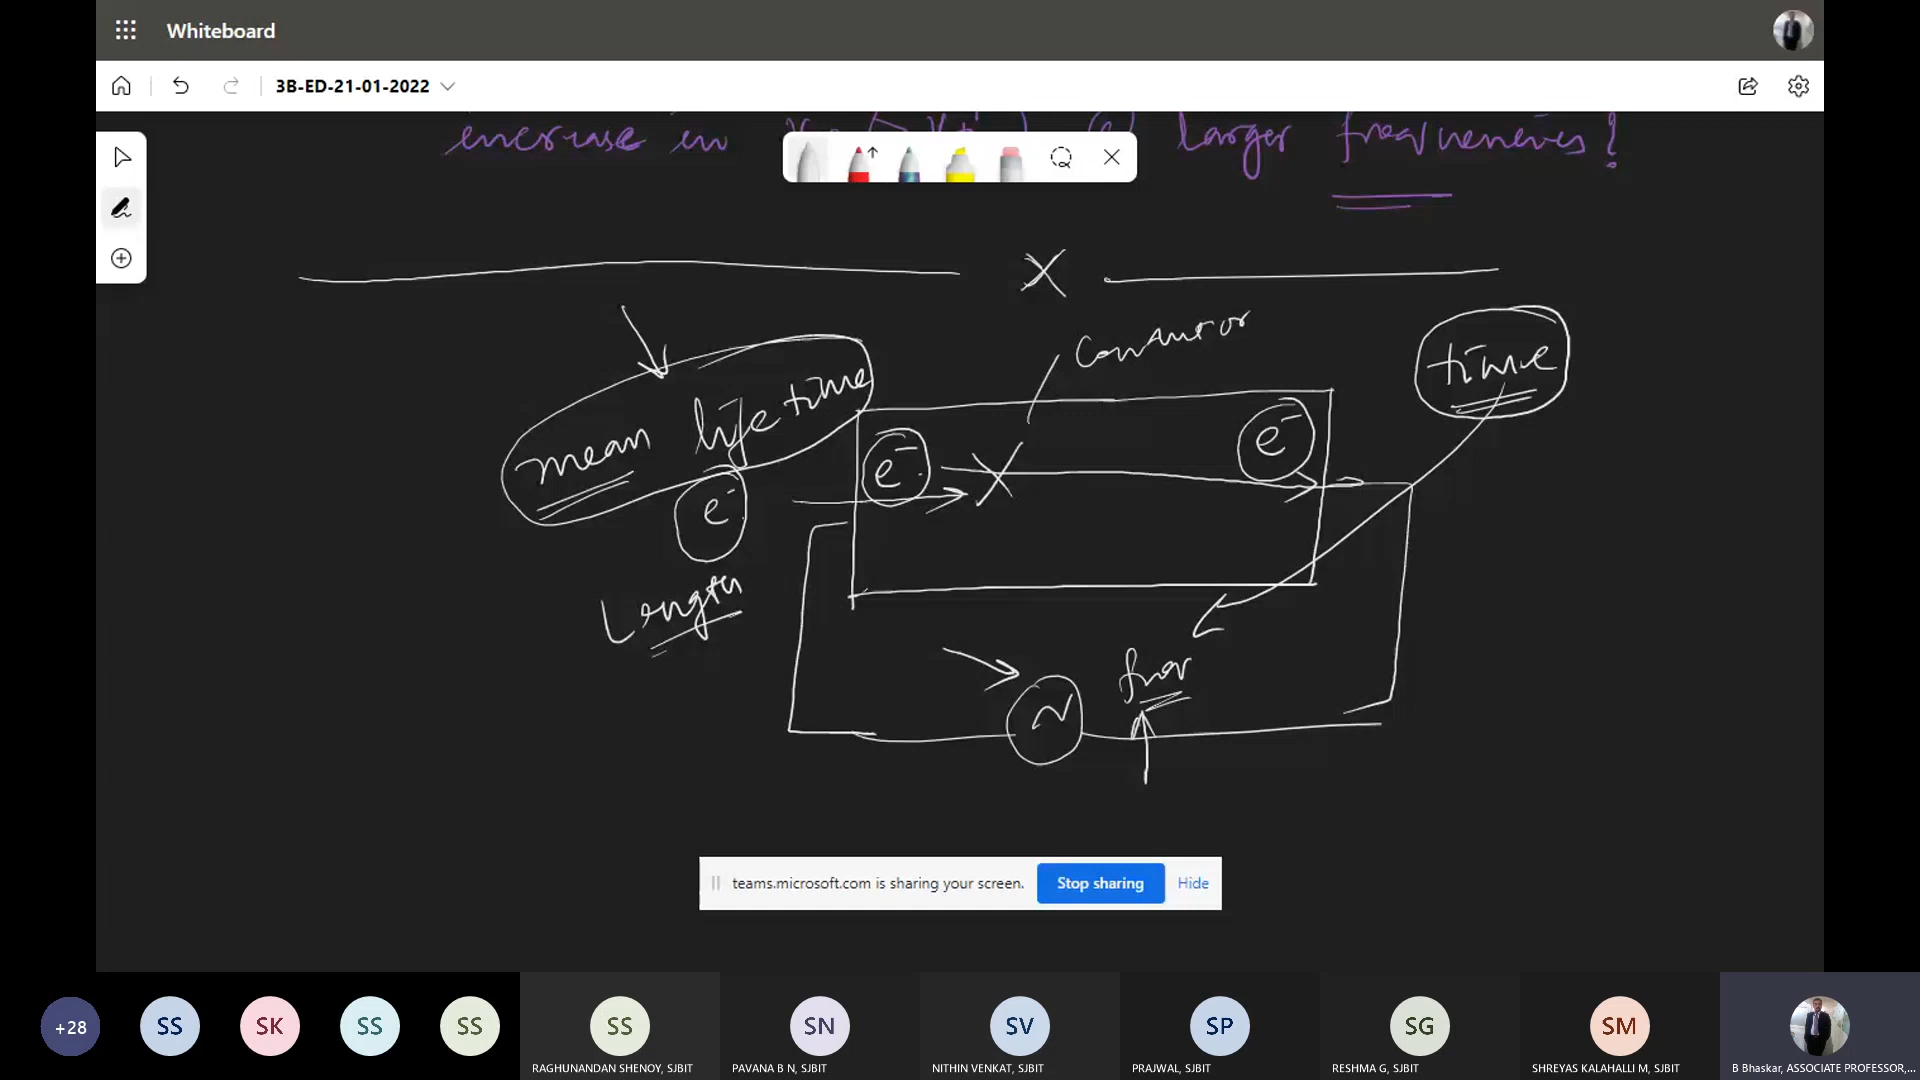 Whiteboard
3B-ED-21-01-2022
increase in
larger frequencies?
X
Conductor
time
mean life time
e⁻
X
e⁻
e⁻
Length
~
teams.microsoft.com is sharing your screen.
Stop sharing
Hide
+28
SS
SK
SS
SS
SS
SN
SV
SP
SG
SM
RAGHUNANDAN SHENOY, SJBIT
PAVANA B N, SJBIT
NITHIN VENKAT, SJBIT
PRAJWAL, SJBIT
RESHMA G, SJBIT
SHREYAS KALAHALLI M, SJBIT
B Bhaskar, ASSOCIATE PROFESSOR,...